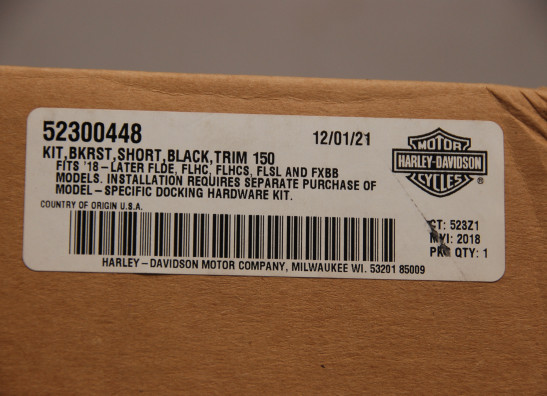 52300448 12/01/21
KIT,BKRST,SHORT,BLACK,TRIM 150
FITS '18-LATER FLDE, FLHC, FLHCS, FLSL AND FXBB
MODELS. INSTALLATION REQUIRES SEPARATE PURCHASE OF
MODEL-SPECIFIC DOCKING HARDWARE KIT.
COUNTRY OF ORIGIN U.S.A.
MOTOR
HARLEY-DAVIDSON
CYCLES
®
CT: 523Z1
MYI: 2018
QTY: 1
HARLEY-DAVIDSON MOTOR COMPANY, MILWAUKEE WI. 53201 85009